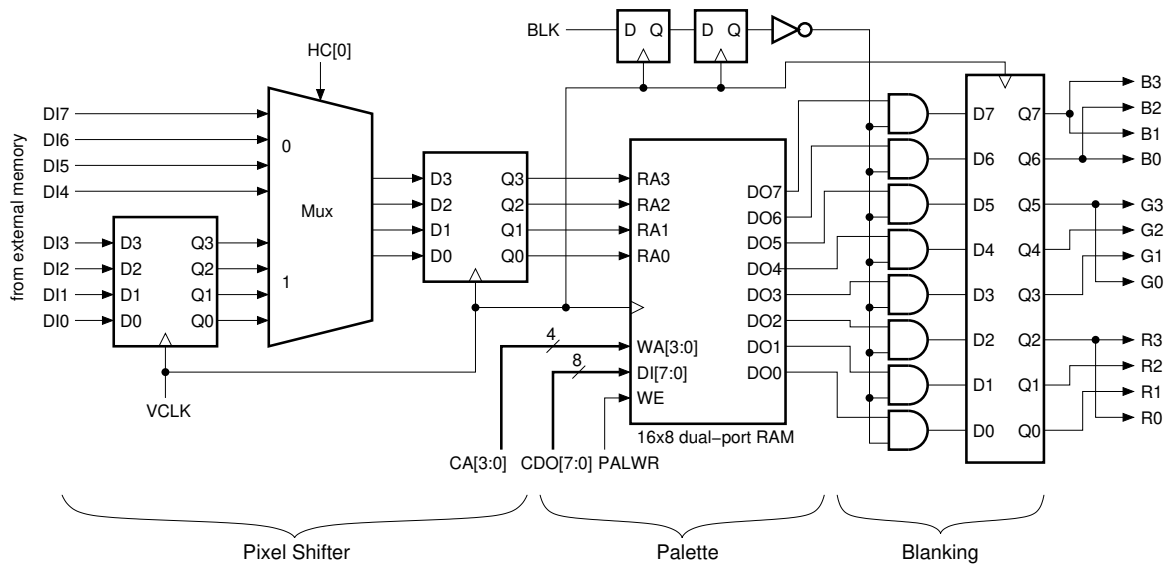 BLK
D Q
D Q
HC[0]
from external memory
DI7
DI6
DI5
DI4
DI3
DI2
DI1
DI0
D3 Q3
D2 Q2
D1 Q1
D0 Q0
VCLK
0
Mux
1
D3 Q3
D2 Q2
D1 Q1
D0 Q0
RA3
RA2
RA1
RA0
WA[3:0]
DI[7:0]
WE
DO7
DO6
DO5
DO4
DO3
DO2
DO1
DO0
16x8 dual-port RAM
4
8
CA[3:0] CDO[7:0] PALWR
D7 Q7
D6 Q6
D5 Q5
D4 Q4
D3 Q3
D2 Q2
D1 Q1
D0 Q0
B3
B2
B1
B0
G3
G2
G1
G0
R3
R2
R1
R0
Pixel Shifter
Palette
Blanking